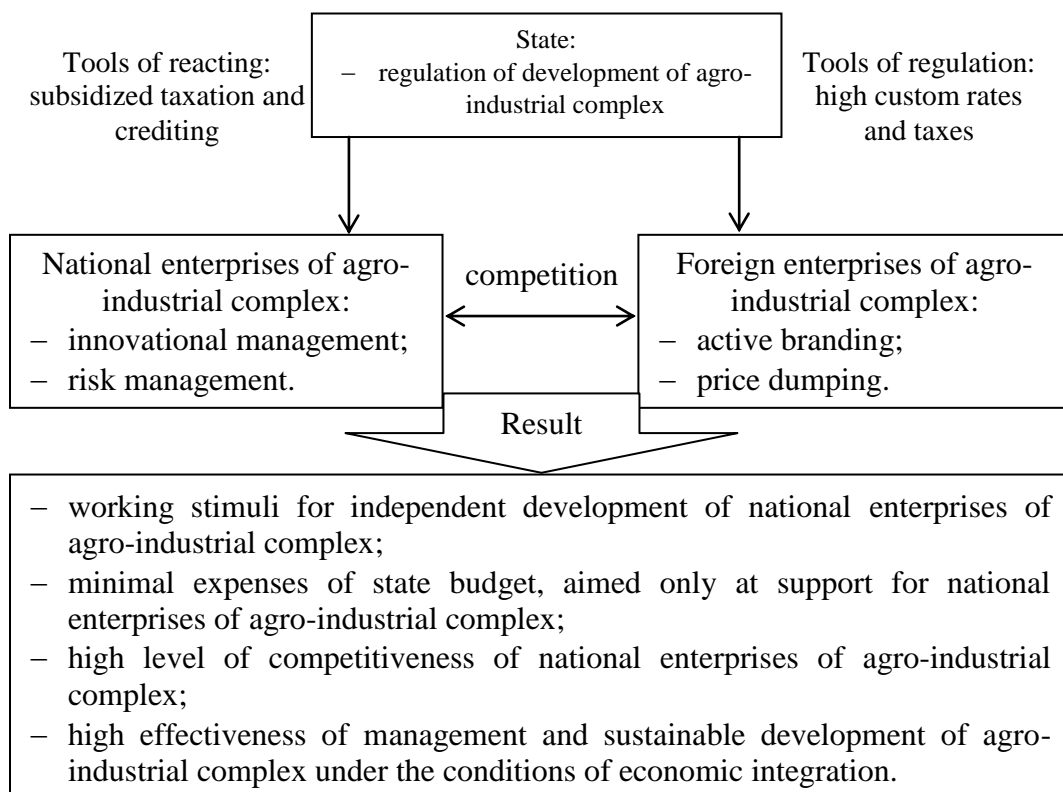 Tools of reacting:
subsidized taxation and
crediting
State:
– regulation of development of agro-
industrial complex
Tools of regulation:
high custom rates
and taxes
National enterprises of agro-
industrial complex:
– innovational management;
– risk management.
competition
Foreign enterprises of agro-
industrial complex:
– active branding;
– price dumping.
Result
– working stimuli for independent development of national enterprises of
agro-industrial complex;
– minimal expenses of state budget, aimed only at support for national
enterprises of agro-industrial complex;
– high level of competitiveness of national enterprises of agro-industrial
complex;
– high effectiveness of management and sustainable development of agro-
industrial complex under the conditions of economic integration.